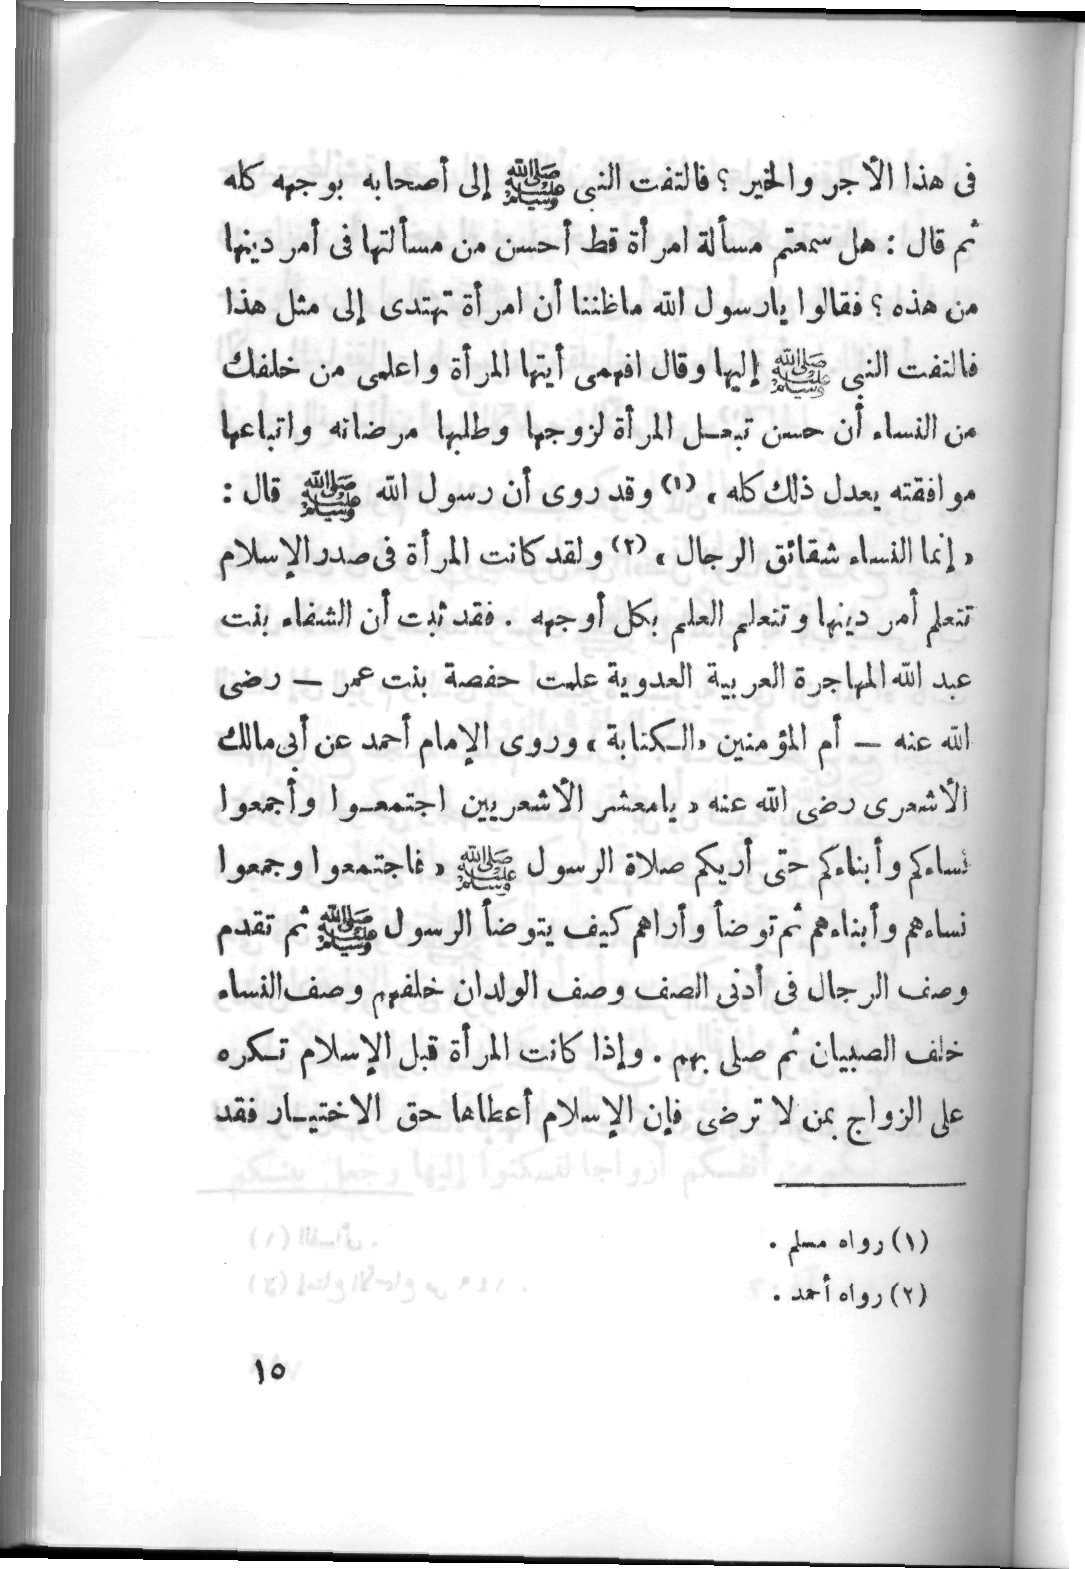 فى هذا الأجر والخير ؟ فالتفت النبى ﷺ إلى أصحابه بوجهه كله
ثم قال : هل سمعتم مسألة امرأة قط أحسن من مسألتها فى أمر دينها
من هذه ؟ فقالوا يارسول الله ماظننا أن امرأة تهتدى إلى مثل هذا
فالتفت النبى ﷺ إليها وقال افهمى أيتها المرأة واعلمى من خلفك
من النساء أن حسن تبعل المرأة لزوجها وطلبها مرضاته واتباعها
موافقته يعدل ذلك كله » (١) وقد روى أن رسول الله ﷺ قال :
« إنما النساء شقائق الرجال » (٢) ولقد كانت المرأة فى صدر الإسلام
تتعلم أمر دينها وتتعلم العلم بكل أوجهه . فقد ثبت أن الشفاء بنت
عبد الله المهاجرة العربية العدوية علمت حفصة بنت عمر – رضى
الله عنه – أم المؤمنين «الكتابة» وروى الإمام أحمد عن أبى مالك
الأشعرى رضى الله عنه « يامعشر الأشعريين اجتمعوا وأجمعوا
نساءكم وأبناءكم حتى أريكم صلاة الرسول ﷺ « فاجتمعوا وجمعوا
نساءهم وأبناءهم ثم توضأ وأراهم كيف يتوضأ الرسول ﷺ ثم تقدم
وصف الرجال فى أدنى الصف وصف الولدان خلفهم وصف النساء
خلف الصبيان ثم صلى بهم . وإذا كانت المرأة قبل الإسلام تكره
على الزواج بمن لا ترضى فإن الإسلام أعطاها حق الاختيار فقد
(١) رواه مسلم .
(٢) رواه أحمد .
١٥